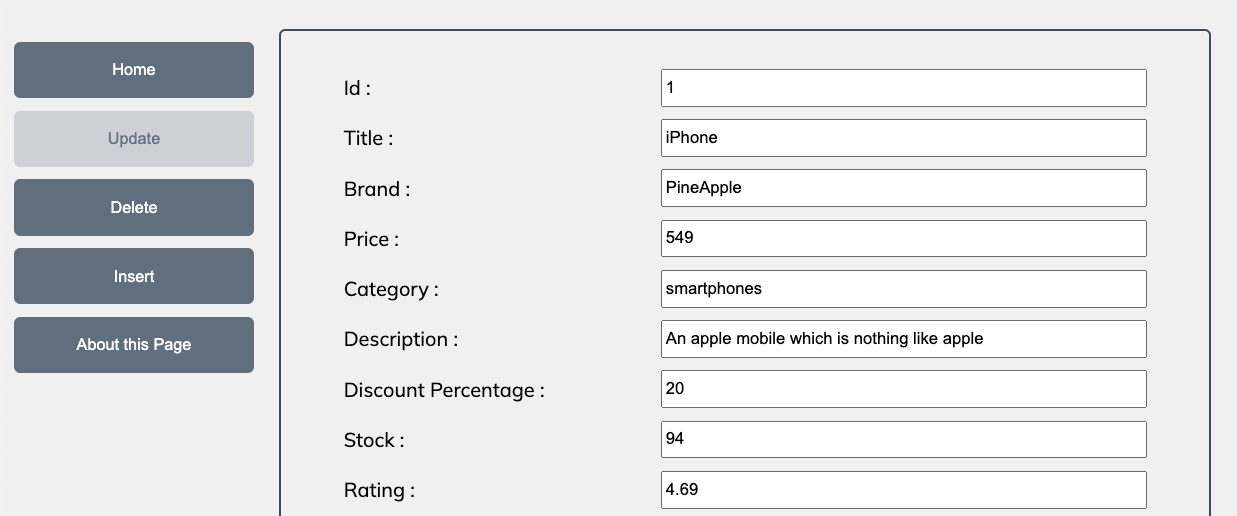 Home
Update
Delete
Insert
About this Page
Id : 1
Title : iPhone
Brand : PineApple
Price : 549
Category : smartphones
Description : An apple mobile which is nothing like apple
Discount Percentage : 20
Stock : 94
Rating : 4.69